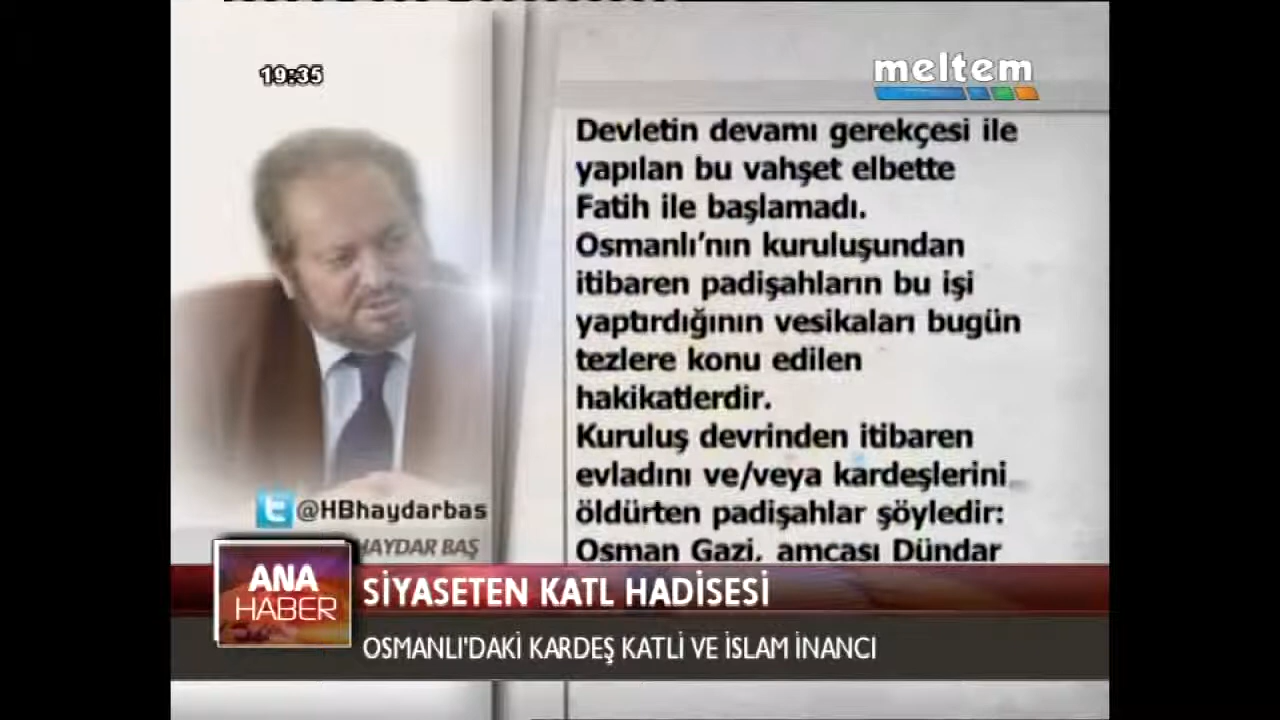 19:35
meltem
Devletin devamı gerekçesi ile
yapılan bu vahşet elbette
Fatih ile başlamadı.
Osmanlı'nın kuruluşundan
itibaren padişahların bu işi
yaptırdığının vesikaları bugün
tezlere konu edilen
hakikatlerdir.
Kuruluş devrinden itibaren
evladını ve/veya kardeşlerini
öldürten padişahlar şöyledir:
Osman Gazi, amcası Dündar
@HBhaydarbas
HAYDAR BAŞ
ANA
HABER
SİYASETEN KATL HADİSESİ
OSMANLI'DAKİ KARDEŞ KATLİ VE İSLAM İNANCI